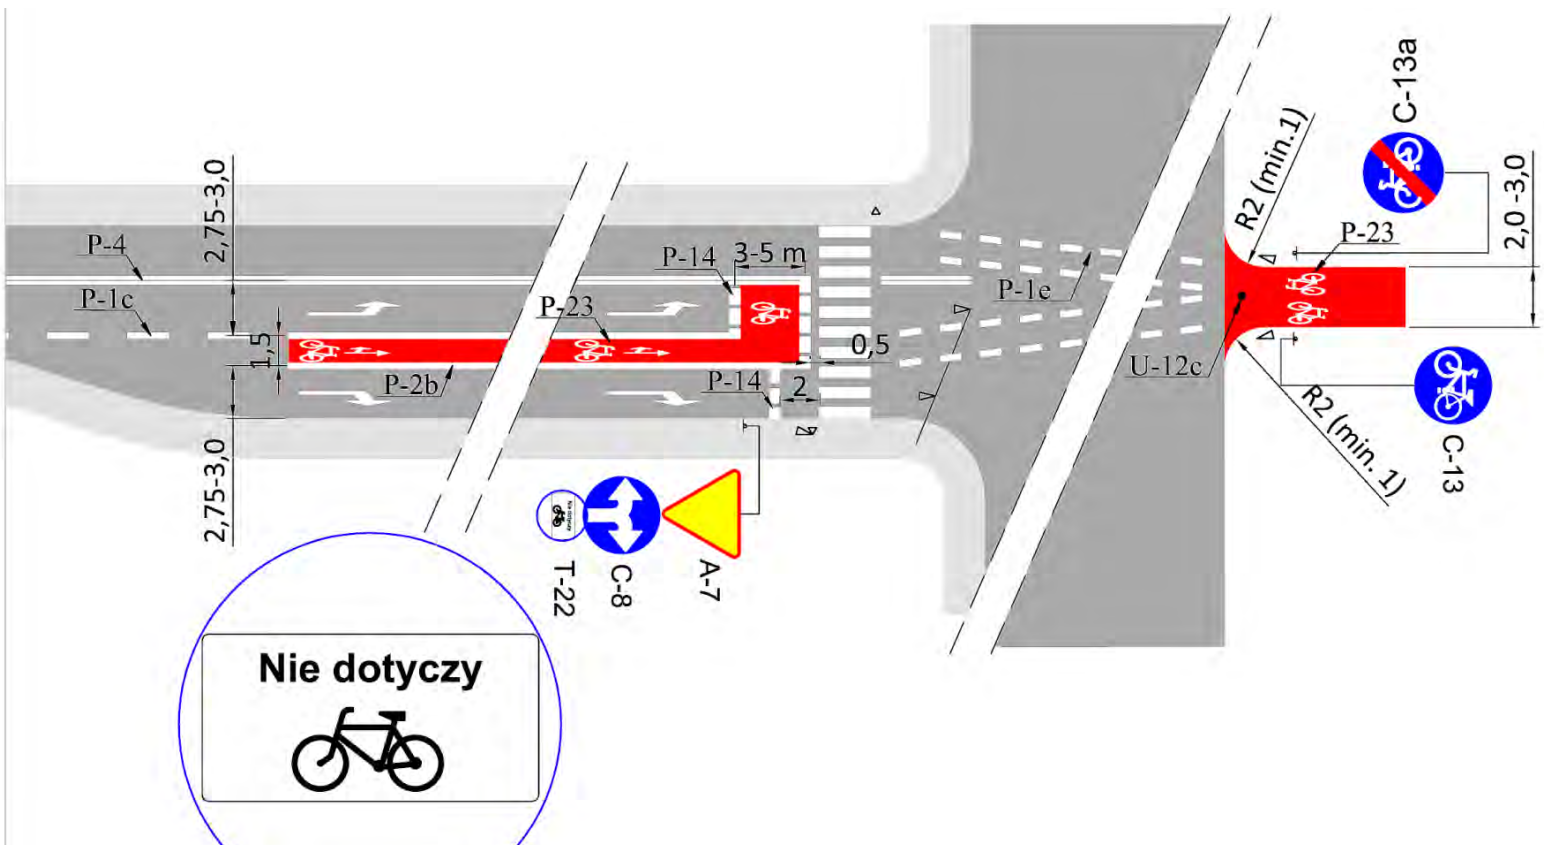 C-13a
R2 (min.1)
2,0 -3,0
P-23
2,75-3,0
P-4
P-14
3-5 m
P-1c
P-1e
P-23
1,5
0,5
U-12c
P-2b
P-14
2
R2 (min. 1)
C-13
2,75-3,0
Nie dotyczy
T-22
C-8
A-7
Nie dotyczy